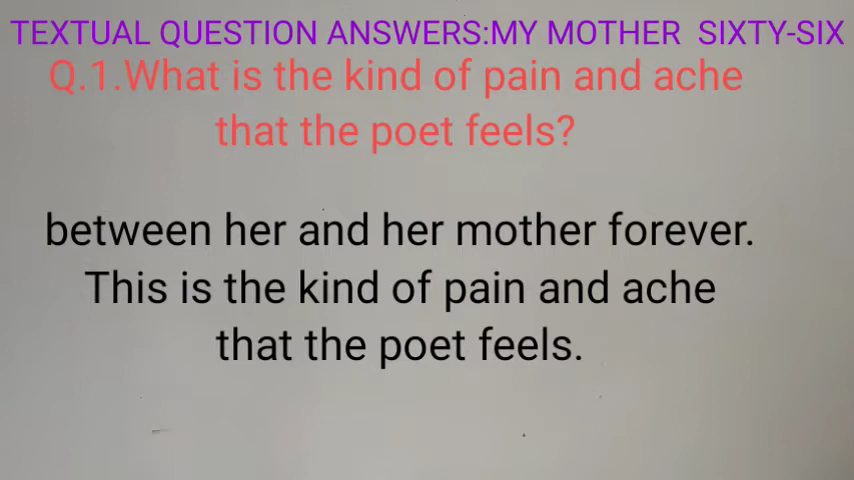 TEXTUAL QUESTION ANSWERS:MY MOTHER SIXTY-SIX
Q.1.What is the kind of pain and ache
that the poet feels?
between her and her mother forever.
This is the kind of pain and ache
that the poet feels.